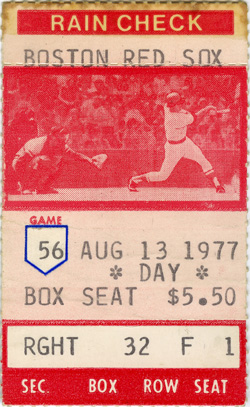 RAIN CHECK
BOSTON RED SOX
GAME
56 AUG 13 1977
* DAY *
BOX SEAT $5.50
RGHT 32 F 1
SEC. BOX ROW SEAT